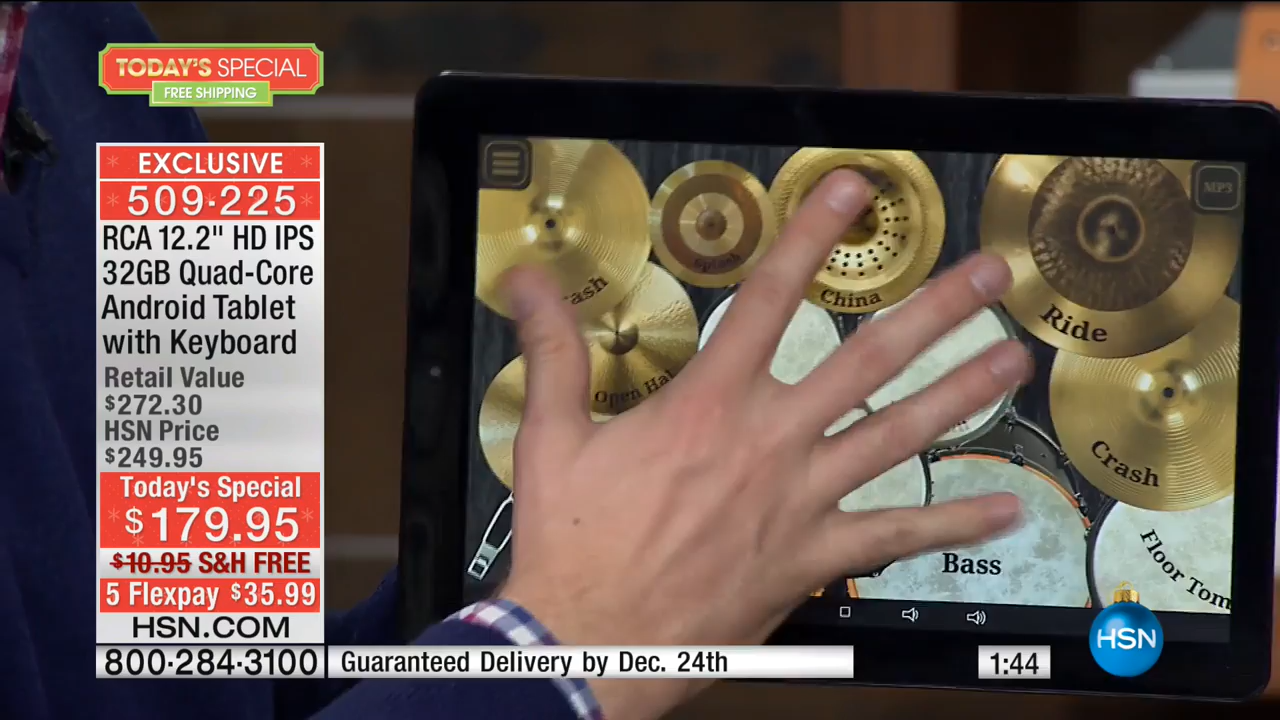 TODAY'S SPECIAL
FREE SHIPPING
EXCLUSIVE
509-225
RCA 12.2" HD IPS
32GB Quad-Core
Android Tablet
with Keyboard
Retail Value
$272.30
HSN Price
$249.95
Today's Special
$179.95
$10.95 S&H FREE
5 Flexpay $35.99
HSN.COM
800-284-3100
Guaranteed Delivery by Dec. 24th
1:44
HSN
MP3
Splash
China
Ride
Crash
Bass
Floor Tom